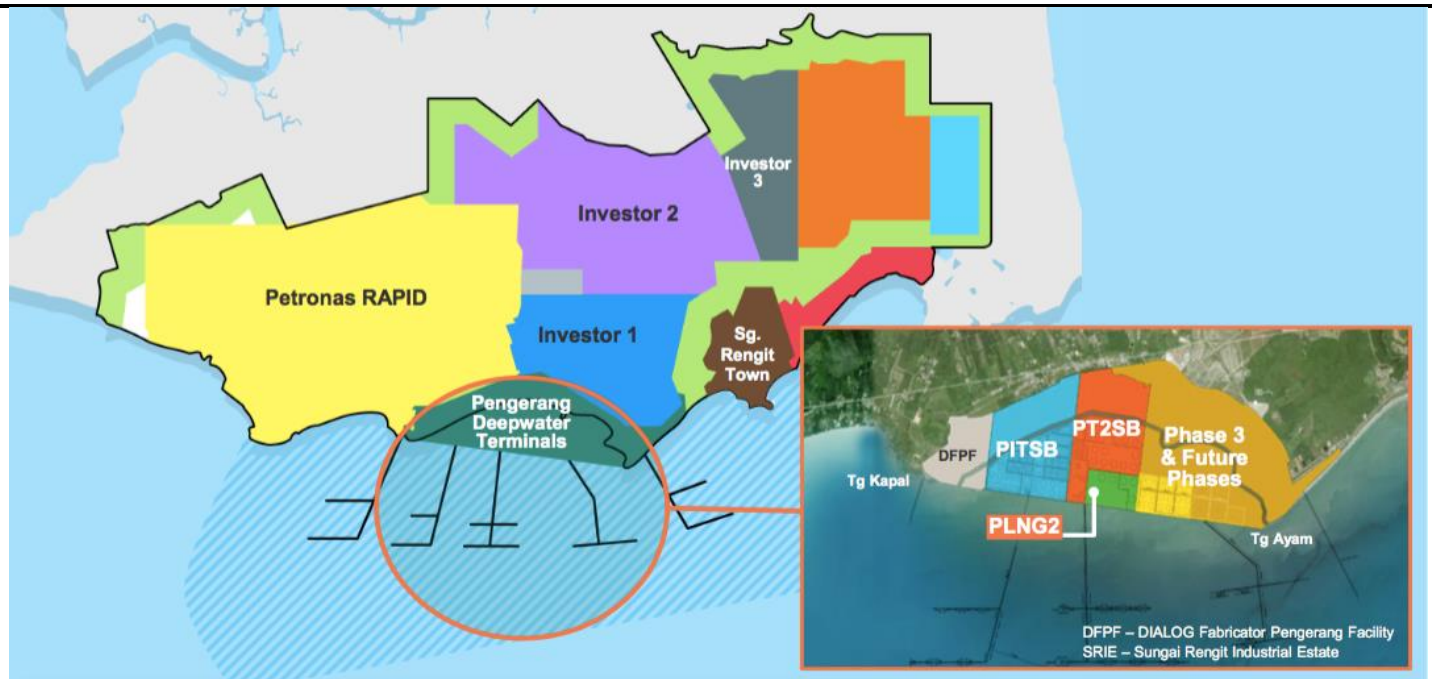 Investor
3
Investor 2
Petronas RAPID
Investor 1
Sg.
Rengit
Town
Pengerang
Deepwater
Terminals
DFPF
PITSB
PT2SB
Phase 3
& Future
Phases
Tg Kapal
PLNG2
Tg Ayam
DFPF – DIALOG Fabricator Pengerang Facility
SRIE – Sungai Rengit Industrial Estate